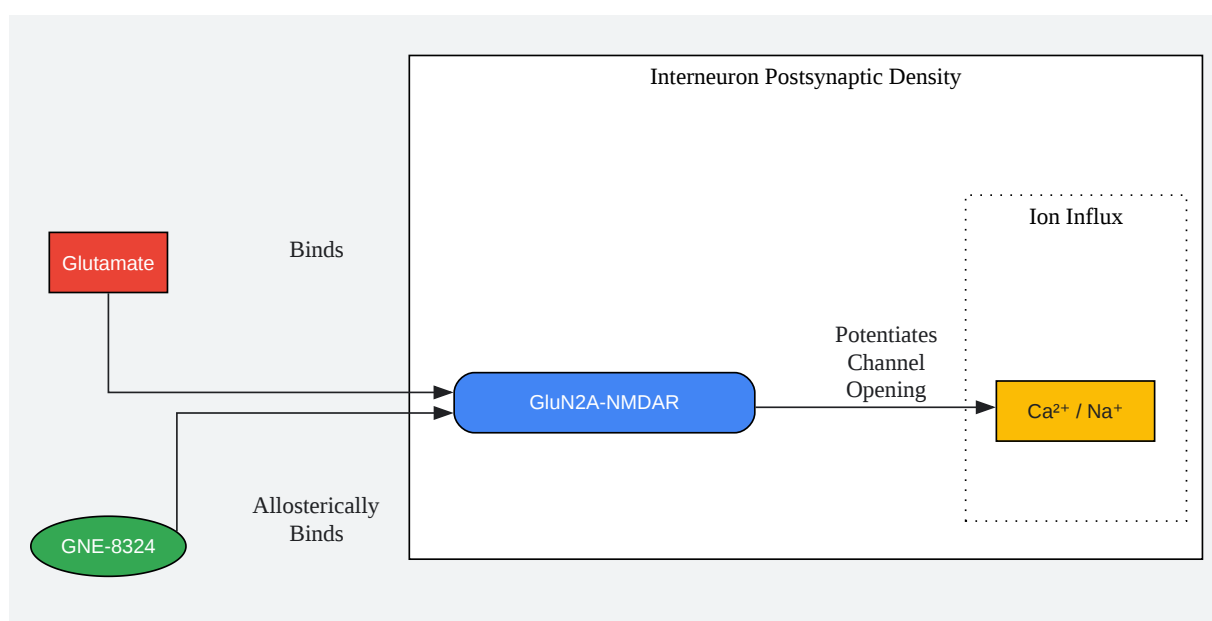 Interneuron Postsynaptic Density
Ion Influx
Glutamate
Binds
Potentiates
Channel
Opening
GluN2A-NMDAR
Ca²⁺ / Na⁺
Allosterically
Binds
GNE-8324